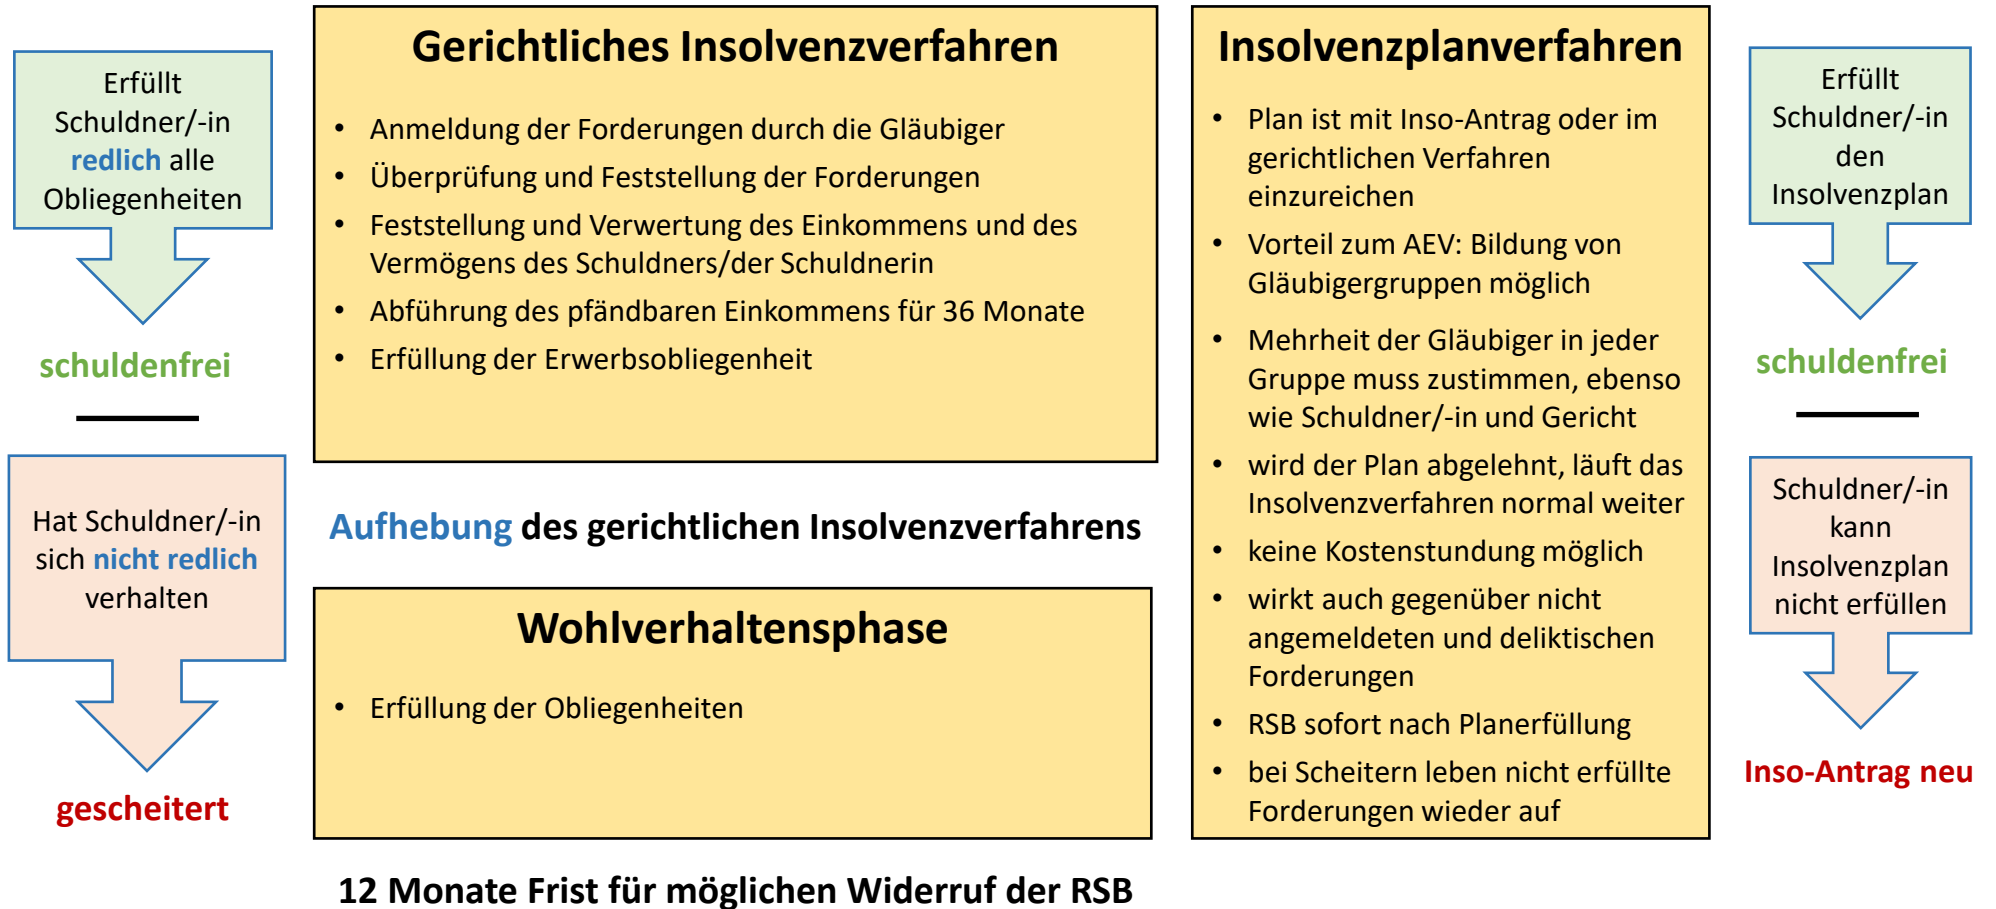 Erfüllt
Schuldner/-in
redlich alle
Obliegenheiten
schuldenfrei
Hat Schuldner/-in
sich nicht redlich
verhalten
gescheitert
Gerichtliches Insolvenzverfahren
• Anmeldung der Forderungen durch die Gläubiger
• Überprüfung und Feststellung der Forderungen
• Feststellung und Verwertung des Einkommens und des
Vermögens des Schuldners/der Schuldnerin
• Abführung des pfändbaren Einkommens für 36 Monate
• Erfüllung der Erwerbsobliegenheit
Aufhebung des gerichtlichen Insolvenzverfahrens
Wohlverhaltensphase
• Erfüllung der Obliegenheiten
12 Monate Frist für möglichen Widerruf der RSB
Insolvenzplanverfahren
• Plan ist mit Inso-Antrag oder im
gerichtlichen Verfahren
einzureichen
• Vorteil zum AEV: Bildung von
Gläubigergruppen möglich
• Mehrheit der Gläubiger in jeder
Gruppe muss zustimmen, ebenso
wie Schuldner/-in und Gericht
• wird der Plan abgelehnt, läuft das
Insolvenzverfahren normal weiter
• keine Kostenstundung möglich
• wirkt auch gegenüber nicht
angemeldeten und deliktischen
Forderungen
• RSB sofort nach Planerfüllung
• bei Scheitern leben nicht erfüllte
Forderungen wieder auf
Erfüllt
Schuldner/-in
den
Insolvenzplan
schuldenfrei
Schuldner/-in
kann
Insolvenzplan
nicht erfüllen
Inso-Antrag neu